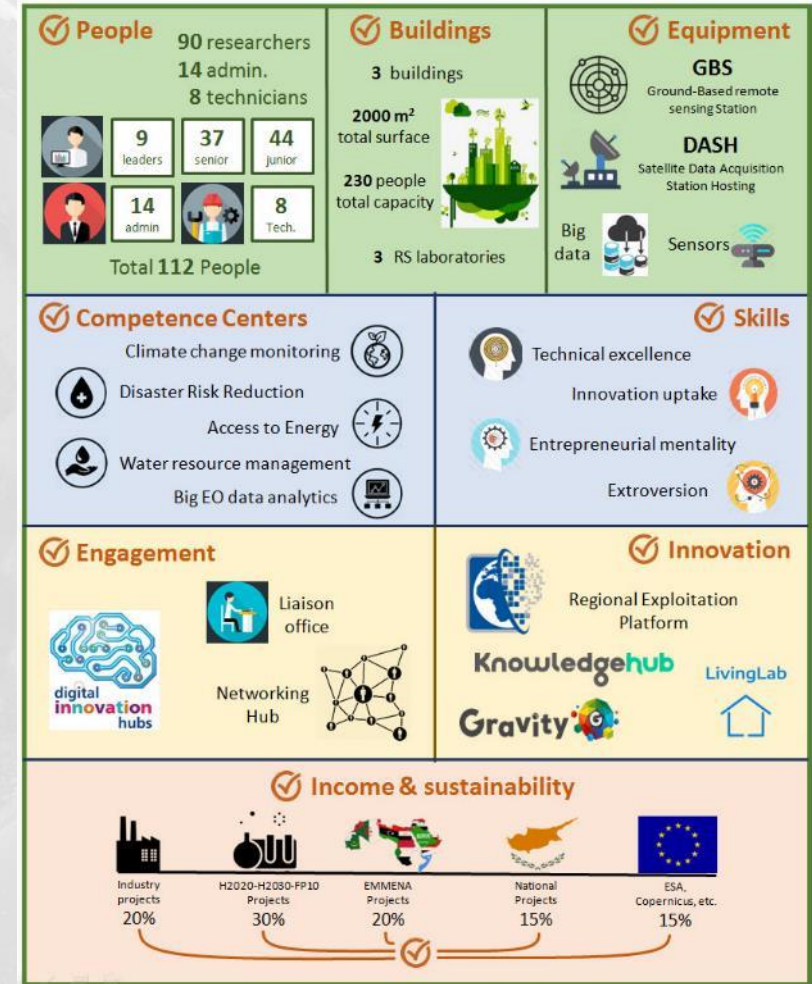 People
90 researchers
14 admin.
8 technicians
9
leaders
37
senior
44
junior
14
admin
8
Tech.
Total 112 People
Buildings
3 buildings
2000 m²
total surface
230 people
total capacity
3 RS laboratories
Equipment
GBS
Ground-Based remote
sensing Station
DASH
Satellite Data Acquisition
Station Hosting
Big
data
Sensors
Competence Centers
Climate change monitoring
Disaster Risk Reduction
Access to Energy
Water resource management
Big EO data analytics
Skills
Technical excellence
Innovation uptake
Entrepreneurial mentality
Extroversion
Engagement
Liaison
office
digital
innovation
hubs
Networking
Hub
Innovation
Regional Exploitation
Platform
Knowledgehub
LivingLab
Gravity
G
Income & sustainability
Industry
projects
20%
H2020-H2030-FP10
Projects
30%
EMMENA
Projects
20%
National
Projects
15%
ESA,
Copernicus, etc.
15%